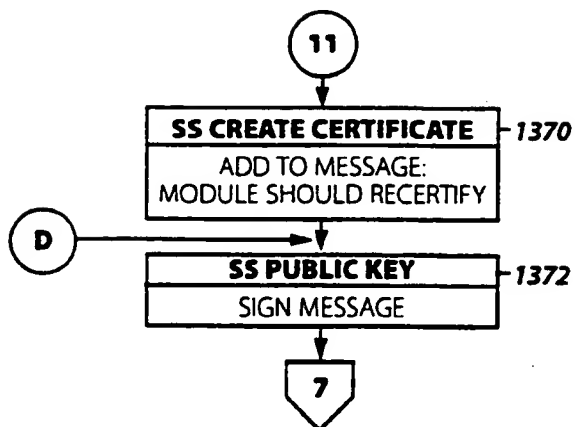 11
SS CREATE CERTIFICATE
1370
ADD TO MESSAGE:
MODULE SHOULD RECERTIFY
D
SS PUBLIC KEY
1372
SIGN MESSAGE
7